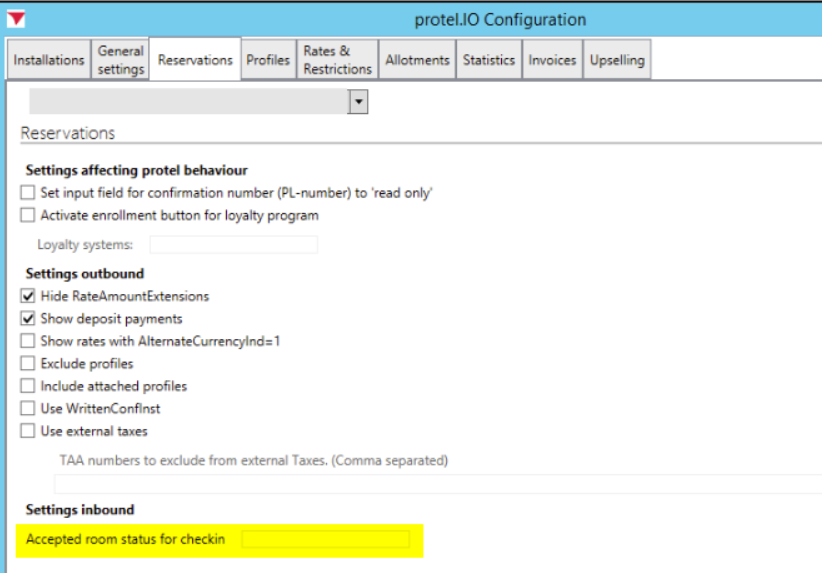 protel.IO Configuration
Installations
General
settings
Reservations
Profiles
Rates &
Restrictions
Allotments
Statistics
Invoices
Upselling
Reservations
Settings affecting protel behaviour
Set input field for confirmation number (PL-number) to 'read only'
Activate enrollment button for loyalty program
Loyalty systems:
Settings outbound
Hide RateAmountExtensions
Show deposit payments
Show rates with AlternateCurrencyInd=1
Exclude profiles
Include attached profiles
Use WrittenConfInst
Use external taxes
TAA numbers to exclude from external Taxes. (Comma separated)
Settings inbound
Accepted room status for checkin